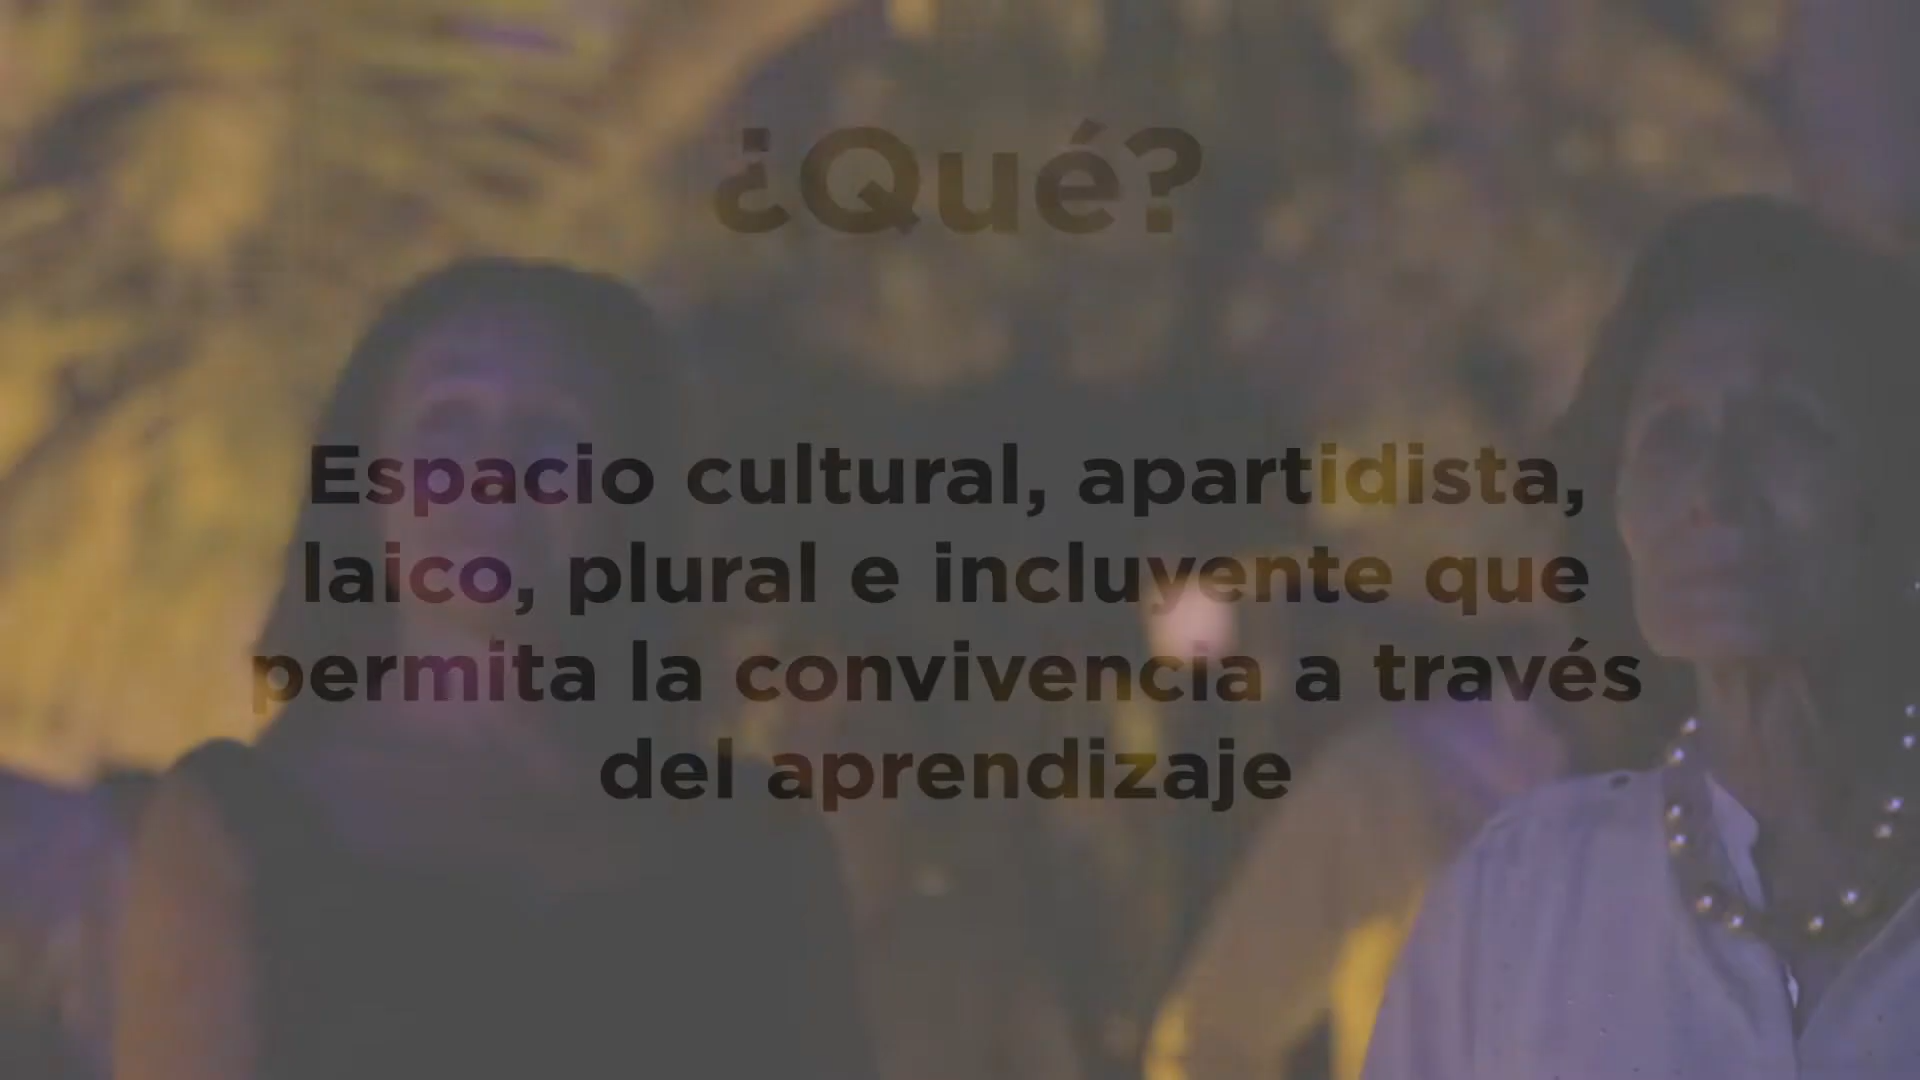 ¿Qué?
Espacio cultural, apartidista,
laico, plural e incluyente que
permita la convivencia a través
del aprendizaje